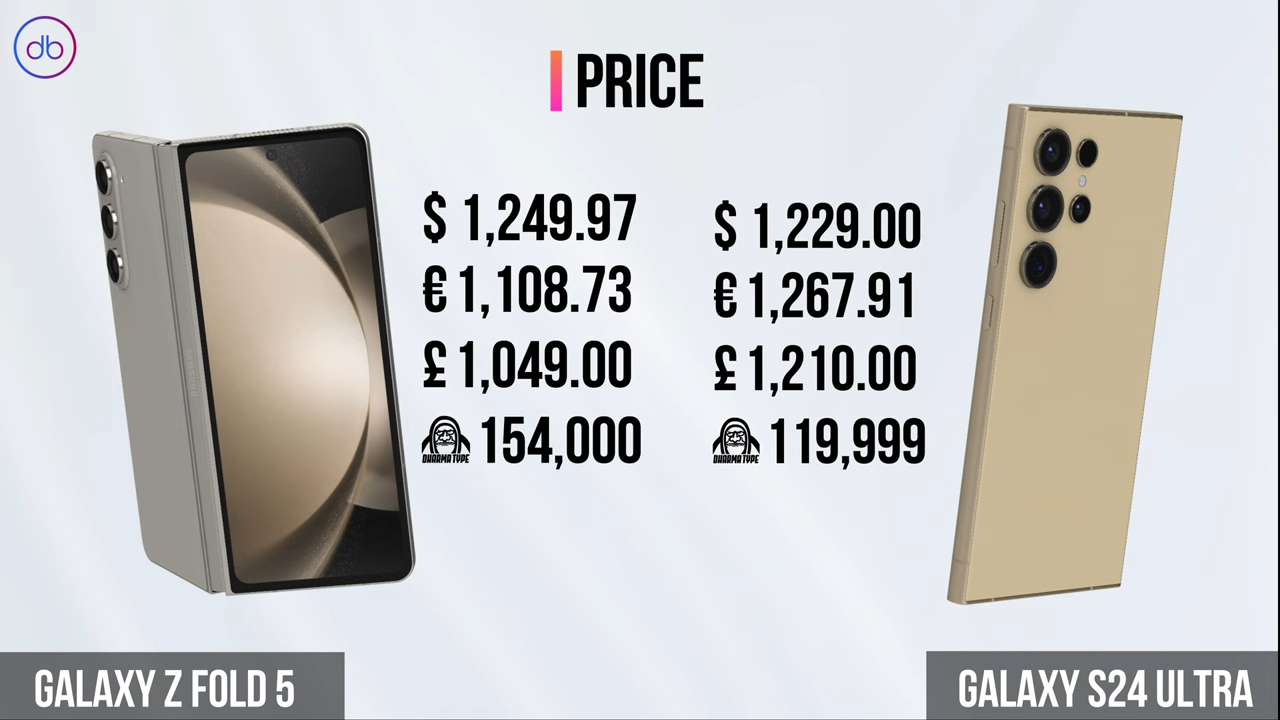 db
PRICE
$ 1,249.97
€ 1,108.73
£ 1,049.00
DHARMA TYPE 154,000
$ 1,229.00
€ 1,267.91
£ 1,210.00
DHARMA TYPE 119,999
GALAXY Z FOLD 5
GALAXY S24 ULTRA